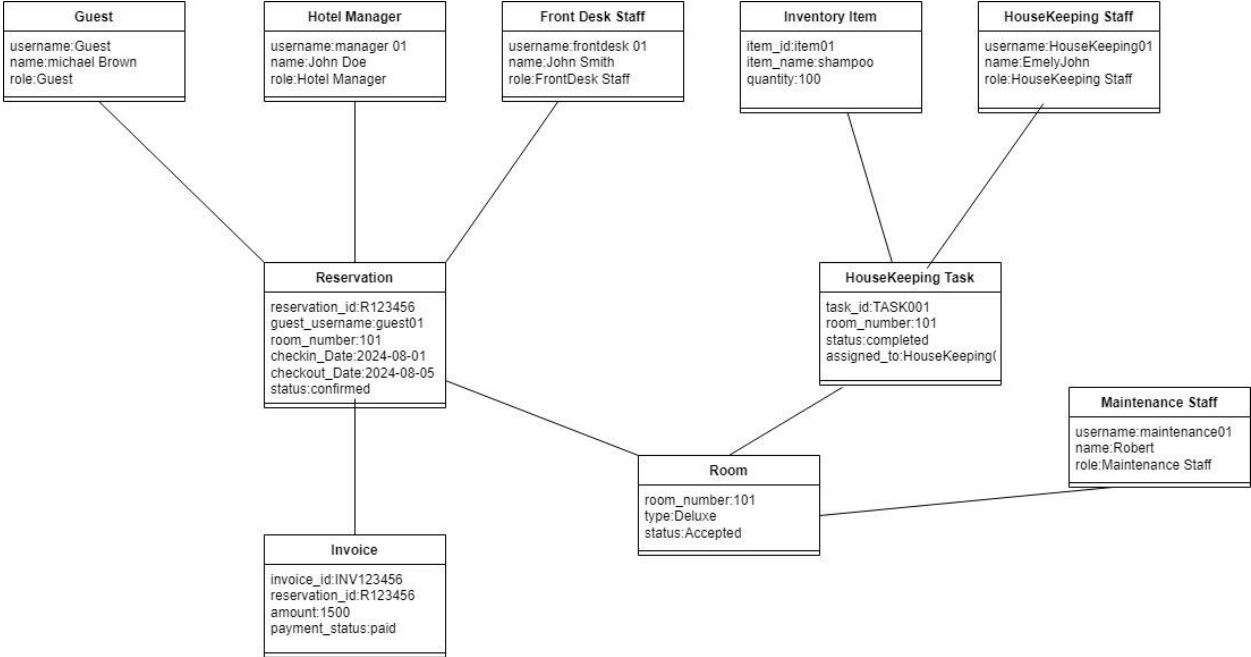 Guest
username:Guest
name:michael Brown
role:Guest
Hotel Manager
username:manager 01
name:John Doe
role:Hotel Manager
Front Desk Staff
username:frontdesk 01
name:John Smith
role:FrontDesk Staff
Inventory Item
item_id:item01
item_name:shampoo
quantity:100
HouseKeeping Staff
username:HouseKeeping01
name:EmelyJohn
role:HouseKeeping Staff
Reservation
reservation_id:R123456
guest_username:guest01
room_number:101
checkin_Date:2024-08-01
checkout_Date:2024-08-05
status:confirmed
HouseKeeping Task
task_id:TASK001
room_number:101
status:completed
assigned_to:HouseKeeping(
Maintenance Staff
username:maintenance01
name:Robert
role:Maintenance Staff
Room
room_number:101
type:Deluxe
status:Accepted
Invoice
invoice_id:INV123456
reservation_id:R123456
amount:1500
payment_status:paid